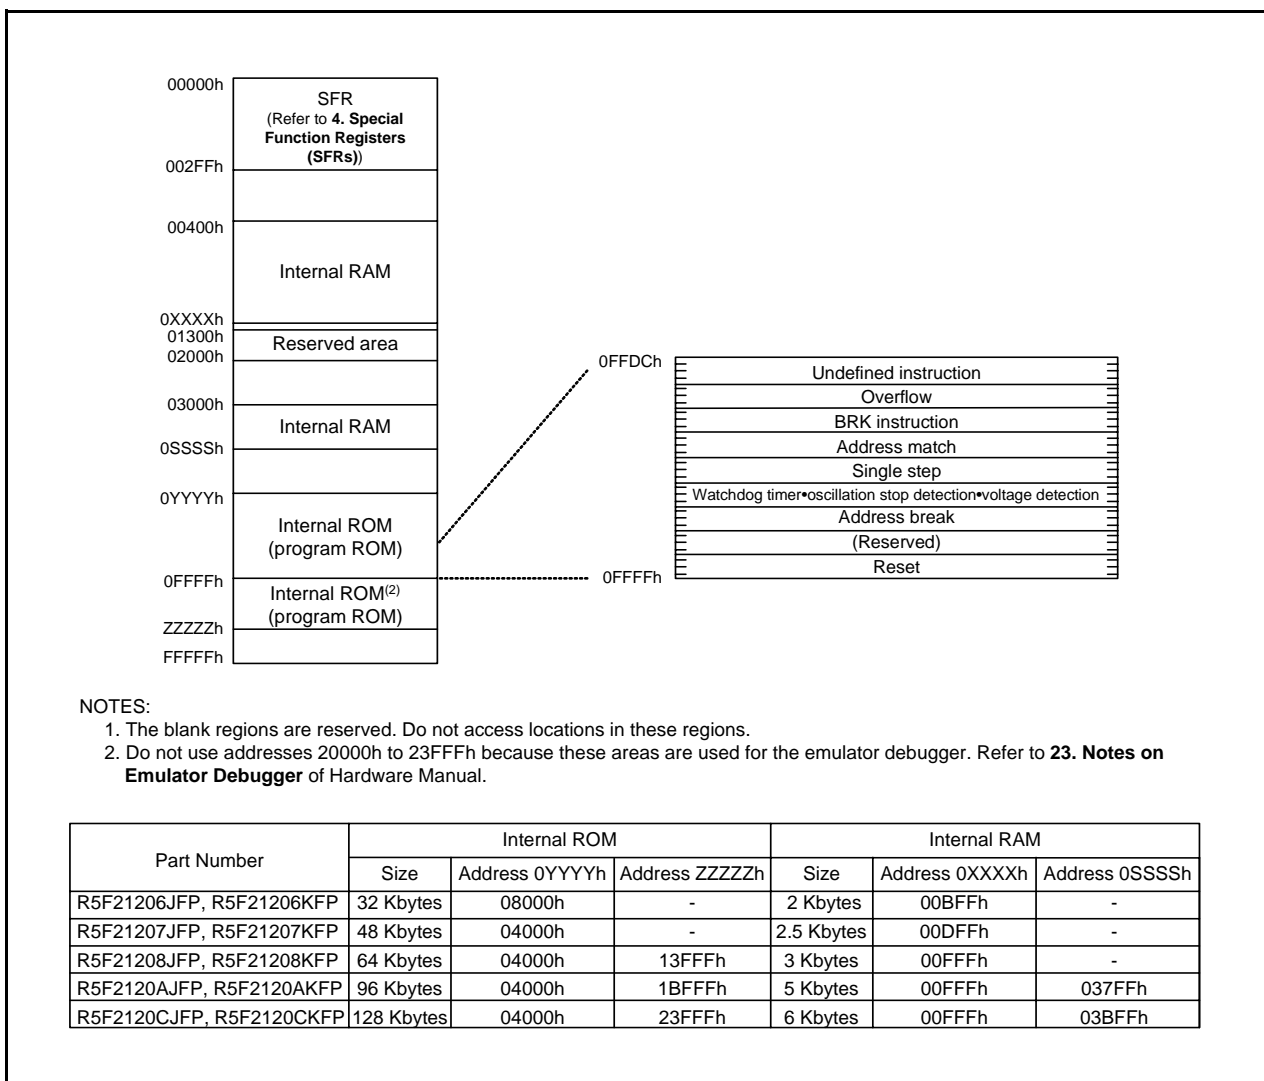 00000h
SFR
(Refer to 4. Special
Function Registers
(SFRs))
002FFh
00400h
Internal RAM
0XXXXh
01300h
Reserved area
02000h
03000h
Internal RAM
0SSSSh
0YYYYh
Internal ROM
(program ROM)
0FFFFh
Internal ROM(2)
(program ROM)
ZZZZZh
FFFFFh
0FFDCh
Undefined instruction
Overflow
BRK instruction
Address match
Single step
Watchdog timer•oscillation stop detection•voltage detection
Address break
(Reserved)
Reset
0FFFFh
NOTES:
1. The blank regions are reserved. Do not access locations in these regions.
2. Do not use addresses 20000h to 23FFFh because these areas are used for the emulator debugger. Refer to 23. Notes on
Emulator Debugger of Hardware Manual.
Part Number Internal ROM Internal RAM
Size Address 0YYYYh Address ZZZZZh Size Address 0XXXXh Address 0SSSSh
R5F21206JFP, R5F21206KFP 32 Kbytes 08000h - 2 Kbytes 00BFFh -
R5F21207JFP, R5F21207KFP 48 Kbytes 04000h - 2.5 Kbytes 00DFFh -
R5F21208JFP, R5F21208KFP 64 Kbytes 04000h 13FFFh 3 Kbytes 00FFFh -
R5F2120AJFP, R5F2120AKFP 96 Kbytes 04000h 1BFFFh 5 Kbytes 00FFFh 037FFh
R5F2120CJFP, R5F2120CKFP 128 Kbytes 04000h 23FFFh 6 Kbytes 00FFFh 03BFFh